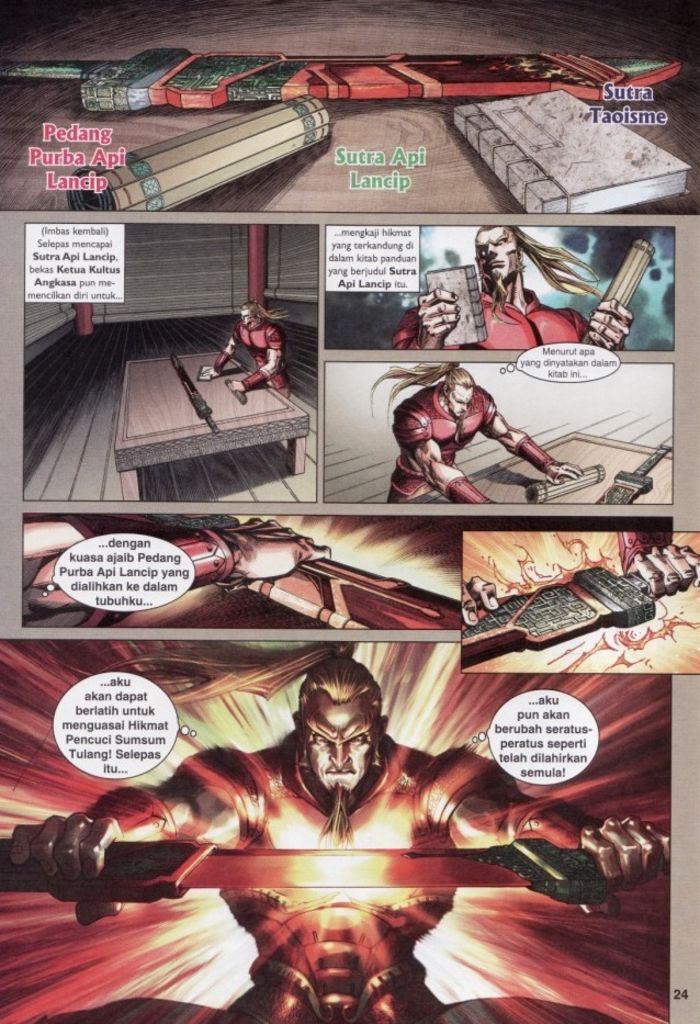 Pedang
Purba Api
Lancip
Sutra Api
Lancip
Sutra
Taoisme
(Imbas kembali)
Selepas mencapai
Sutra Api Lancip,
bekas Ketua Kultus
Angkasa pun me-
mencilkan diri untuk...
...mengkaji hikmat
yang terkandung di
dalam kitab panduan
yang berjudul Sutra
Api Lancip itu.
Menurut apa
yang dinyatakan dalam
kitab ini...
...dengan
kuasa ajaib Pedang
Purba Api Lancip yang
dialihkan ke dalam
tubuhku...
...aku
akan dapat
berlatih untuk
menguasai Hikmat
Pencuci Sumsum
Tulang! Selepas
itu...
...aku
pun akan
berubah seratus-
peratus seperti
telah dilahirkan
semula!
24